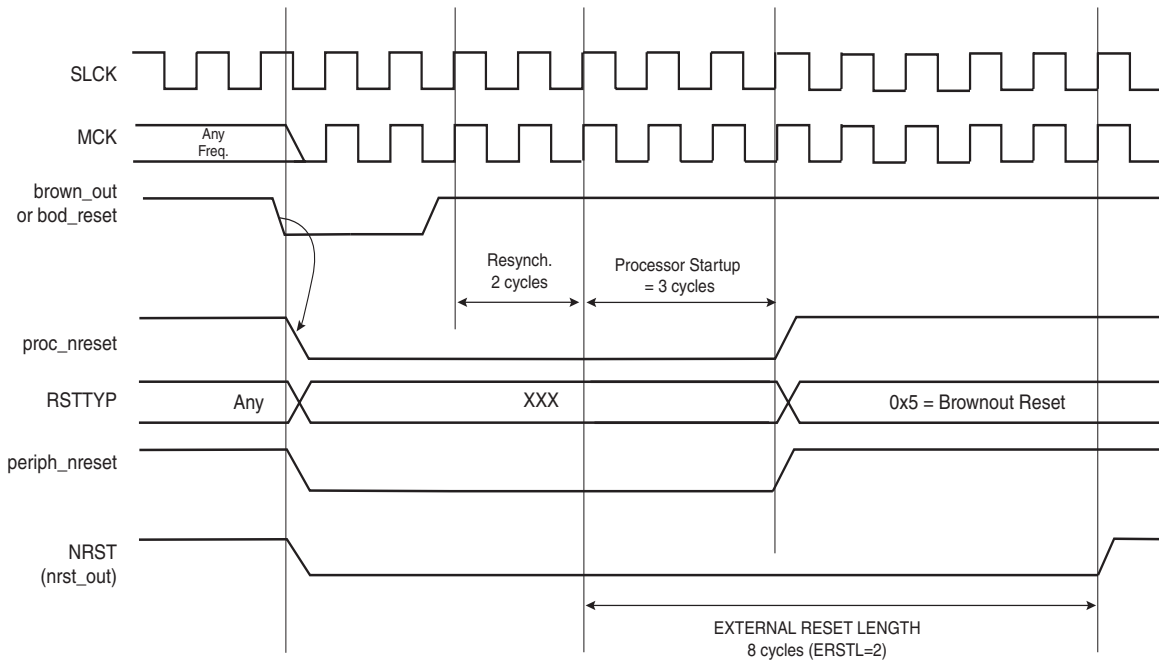 SLCK
MCK
Any
Freq.
brown_out
or bod_reset
Resynch.
2 cycles
Processor Startup
= 3 cycles
proc_nreset
RSTTYP
Any
XXX
0x5 = Brownout Reset
periph_nreset
NRST
(nrst_out)
EXTERNAL RESET LENGTH
8 cycles (ERSTL=2)